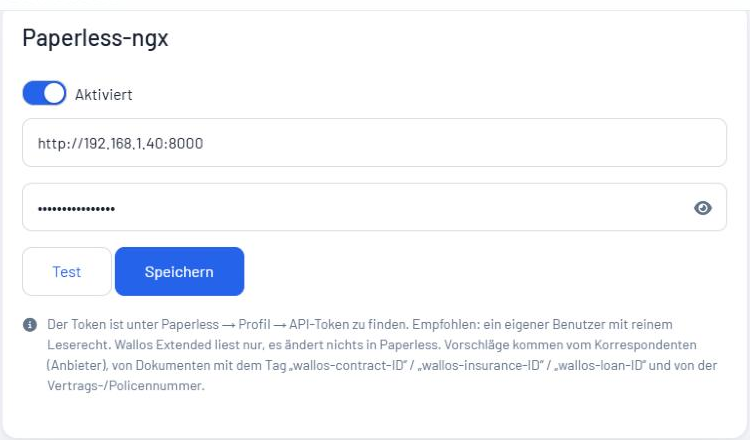 Paperless-ngx
Aktiviert
http://192.168.1.40:8000
••••••••••••••••
Test Speichern
Der Token ist unter Paperless → Profil → API-Token zu finden. Empfohlen: ein eigener Benutzer mit reinem
Leserecht. Wallos Extended liest nur, es ändert nichts in Paperless. Vorschläge kommen vom Korrespondenten
(Anbieter), von Dokumenten mit dem Tag „wallos-contract-ID“ / „wallos-insurance-ID“ / „wallos-loan-ID“ und von der
Vertrags-/Policennummer.